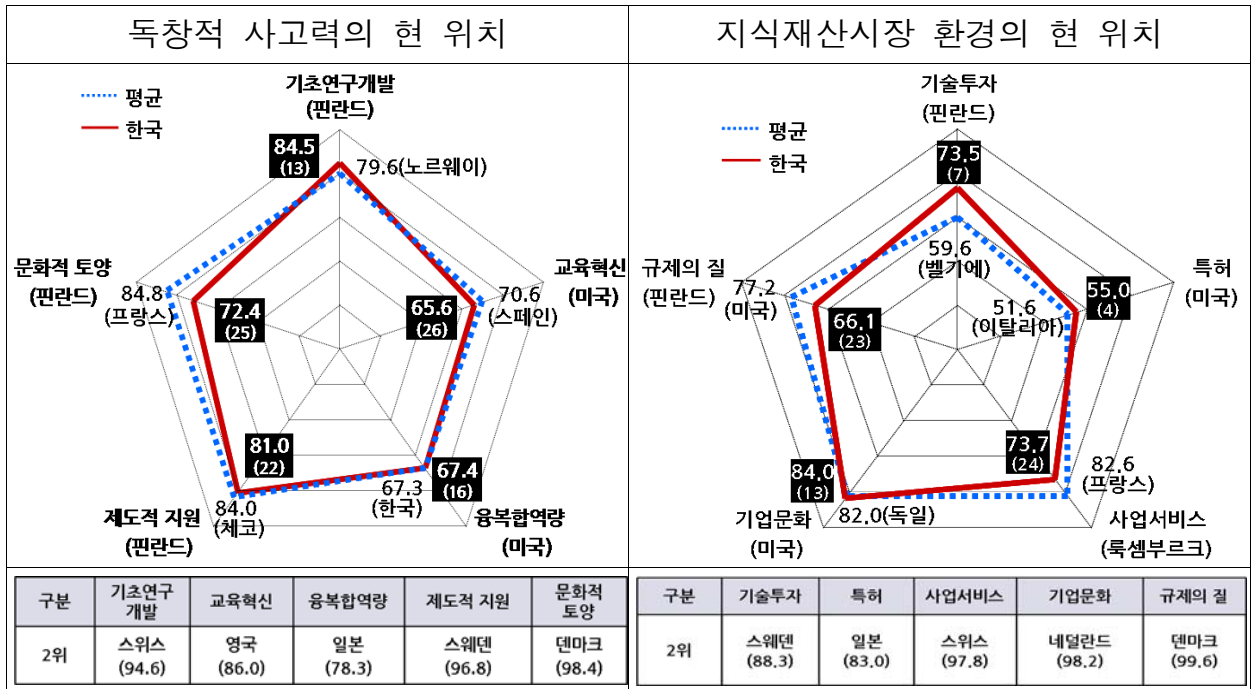 독창적 사고력의 현 위치
평균
한국
기초연구개발
(핀란드)
84.5
(13)
79.6(노르웨이)
문화적 토양
(핀란드)
84.8
(프랑스)
72.4
(25)
65.6
(26)
교육혁신
(미국)
70.6
(스페인)
81.0
(22)
67.4
(16)
67.3
(한국)
84.0
(체코)
제도적 지원
(핀란드)
융복합역량
(미국)
구분 기초연구개발 교육혁신 융복합역량 제도적 지원 문화적 토양
2위 스위스 영국 일본 스웨덴 덴마크
(94.6) (86.0) (78.3) (96.8) (98.4)
지식재산시장 환경의 현 위치
평균
한국
기술투자
(핀란드)
73.5
(7)
59.6
(벨기에)
규제의 질
(핀란드)
77.2
(미국)
66.1
(23)
51.6
(이탈리아)
55.0
(4)
특허
(미국)
84.0
(13)
73.7
(24)
82.6
(프랑스)
82.0(독일)
기업문화
(미국)
사업서비스
(룩셈부르크)
구분 기술투자 특허 사업서비스 기업문화 규제의 질
2위 스웨덴 일본 스위스 네덜란드 덴마크
(88.3) (83.0) (97.8) (98.2) (99.6)